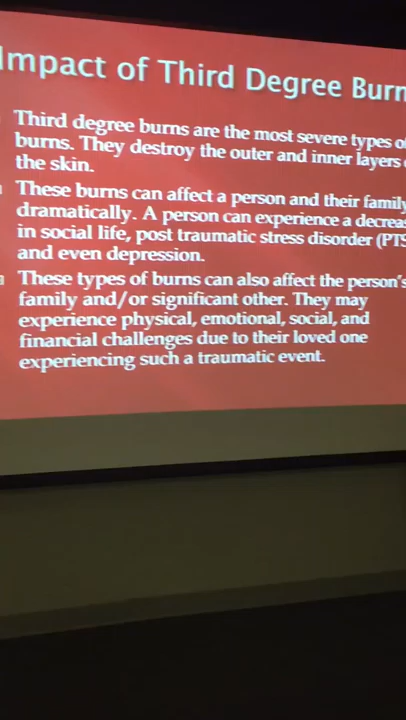 Impact of Third Degree Burn
Third degree burns are the most severe types of
burns. They destroy the outer and inner layers
the skin.
These burns can affect a person and their family
dramatically. A person can experience a decrea
in social life, post traumatic stress disorder (PTS
and even depression.
These types of burns can also affect the person's
family and/or significant other. They may
experience physical, emotional, social, and
financial challenges due to their loved one
experiencing such a traumatic event.